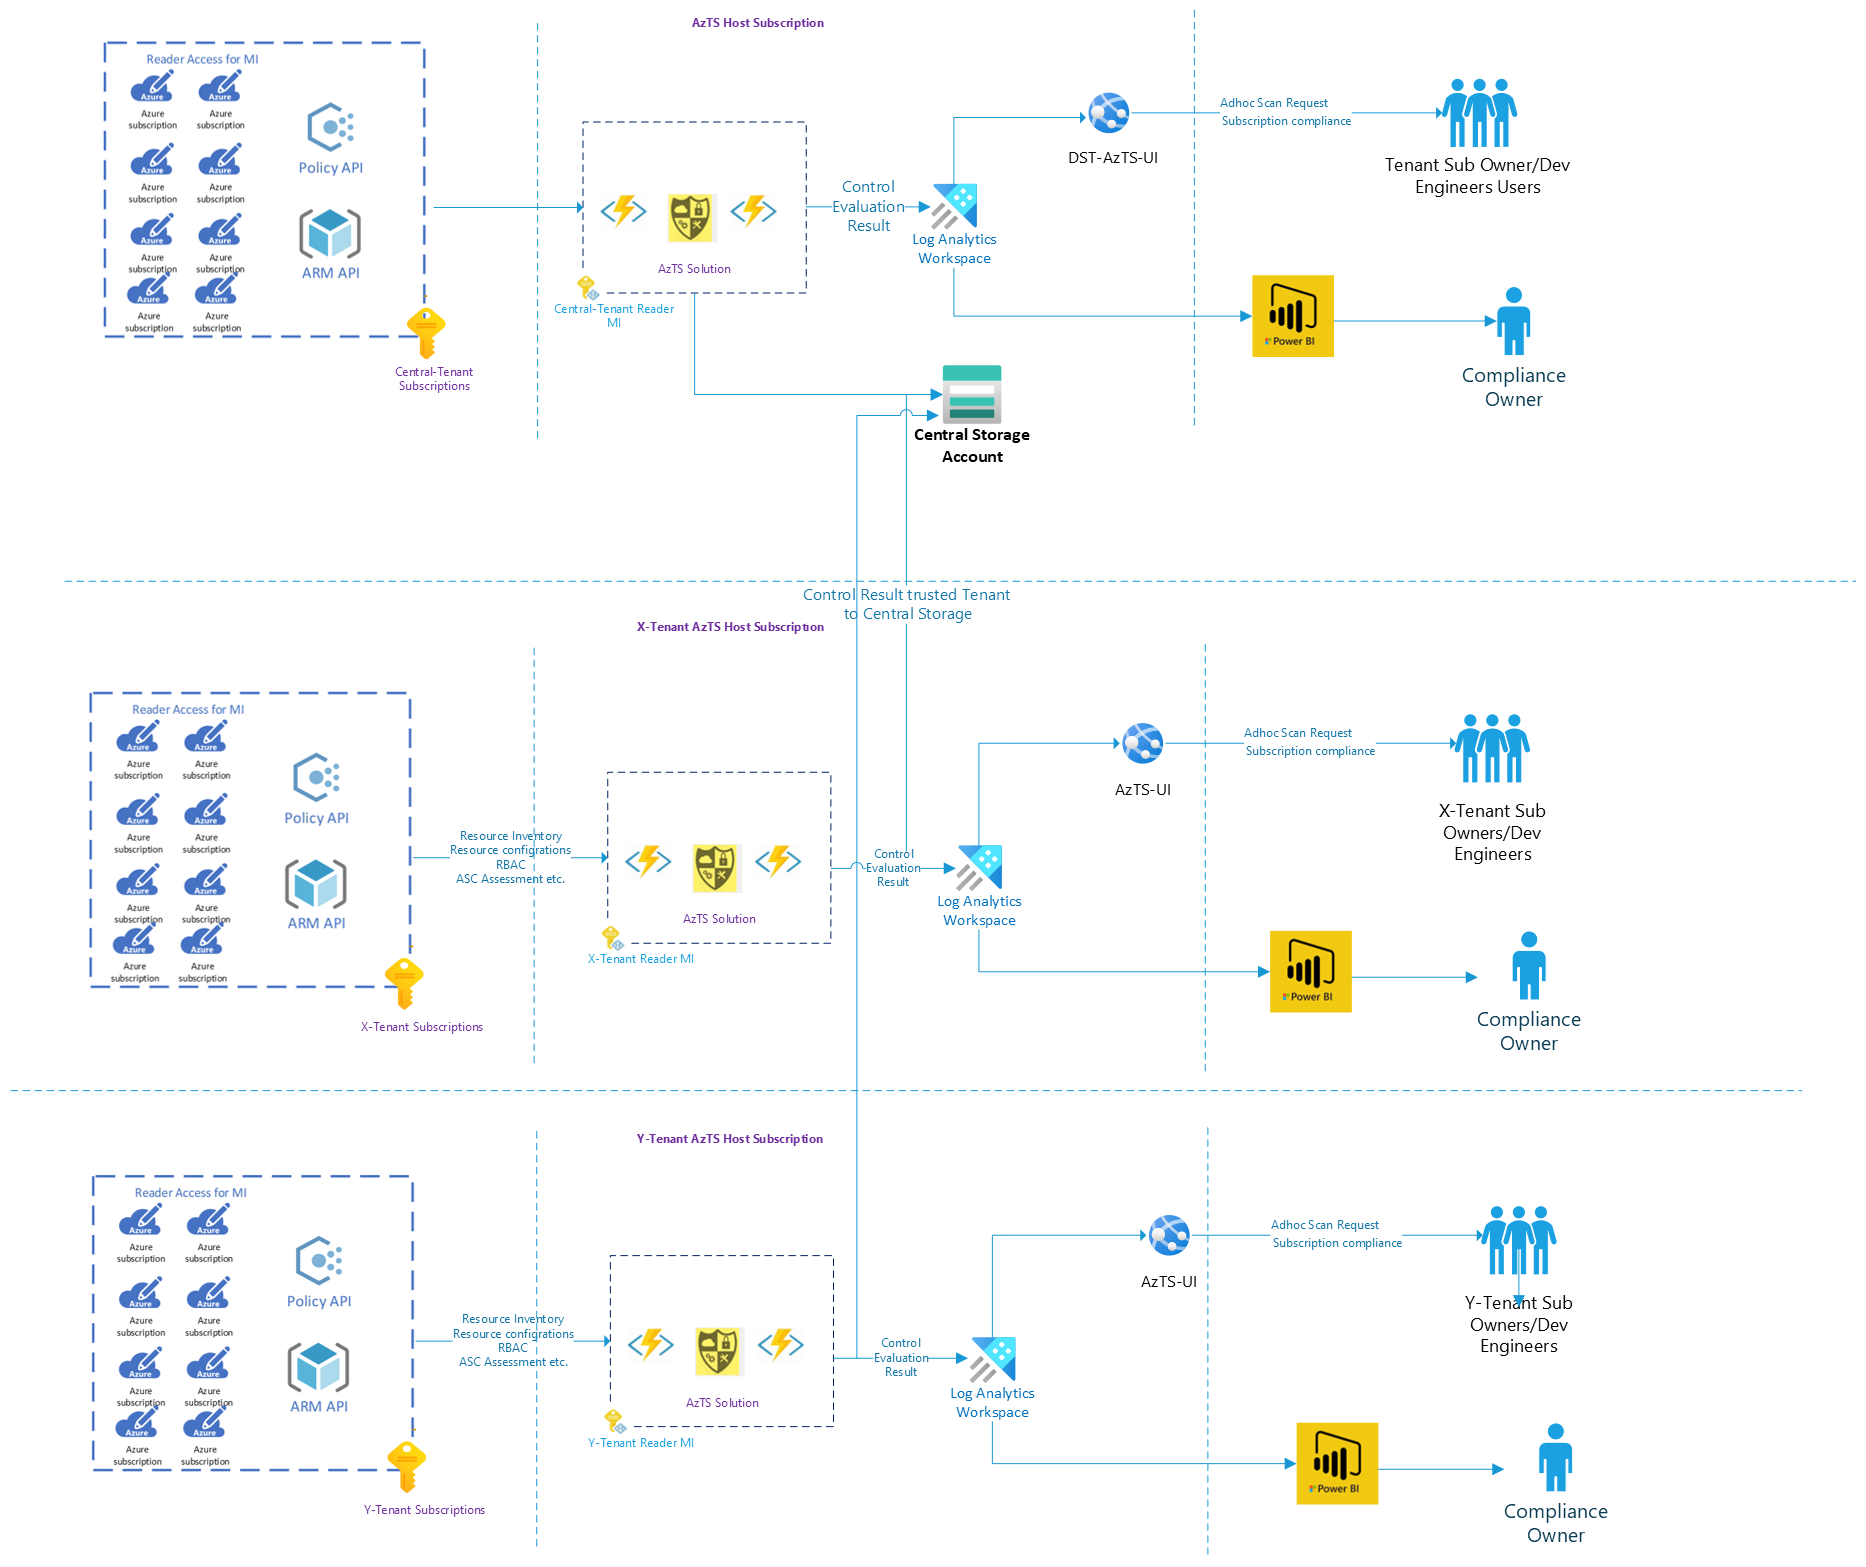 AzTS Host Subscription
Reader Access for MI
Azure
Azure
Azure
subscription
Azure
subscription
Azure
Azure
Azure
subscription
Azure
subscription
Azure
Azure
Azure
subscription
Azure
subscription
Azure
Azure
Azure
subscription
Azure
subscription
Policy API
ARM API
Central-Tenant
Subscriptions
AzTS Solution
Central-Tenant Reader
MI
Control
Evaluation
Result
Log Analytics
Workspace
DST-AzTS-UI
Adhoc Scan Request
Subscription compliance
Tenant Sub Owner/Dev
Engineers Users
Power BI
Compliance
Owner
Central Storage
Account
Control Result trusted Tenant
to Central Storage
X-Tenant AzTS Host Subscription
Reader Access for MI
Azure
Azure
Azure
subscription
Azure
subscription
Azure
Azure
Azure
subscription
Azure
subscription
Azure
Azure
Azure
subscription
Azure
subscription
Azure
Azure
Azure
subscription
Azure
subscription
Policy API
ARM API
X-Tenant Subscriptions
Resource Inventory
Resource configrations
RBAC
ASC Assessment etc.
AzTS Solution
X-Tenant Reader MI
Control
Evaluation
Result
Log Analytics
Workspace
AzTS-UI
Adhoc Scan Request
Subscription compliance
X-Tenant Sub
Owners/Dev
Engineers
Power BI
Compliance
Owner
Y-Tenant AzTS Host Subscription
Reader Access for MI
Azure
Azure
Azure
subscription
Azure
subscription
Azure
Azure
Azure
subscription
Azure
subscription
Azure
Azure
Azure
subscription
Azure
subscription
Azure
Azure
Azure
subscription
Azure
subscription
Policy API
ARM API
Y-Tenant Subscriptions
Resource Inventory
Resource configrations
RBAC
ASC Assessment etc.
AzTS Solution
Y-Tenant Reader MI
Control
Evaluation
Result
Log Analytics
Workspace
AzTS-UI
Adhoc Scan Request
Subscription compliance
Y-Tenant Sub
Owners/Dev
Engineers
Power BI
Compliance
Owner